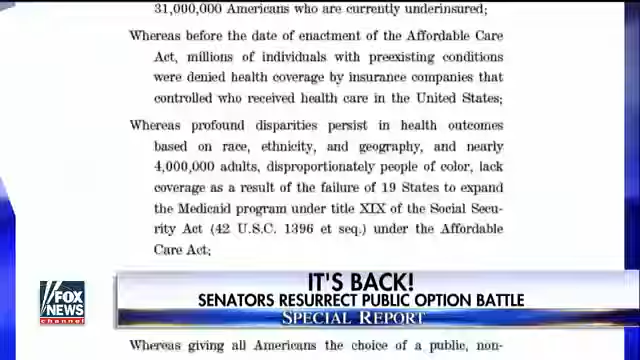 31,000,000 Americans who are currently underinsured;
Whereas before the date of enactment of the Affordable Care
Act, millions of individuals with preexisting conditions
were denied health coverage by insurance companies that
controlled who received health care in the United States;
Whereas profound disparities persist in health outcomes
based on race, ethnicity, and geography, and nearly
4,000,000 adults, disproportionately people of color, lack
coverage as a result of the failure of 19 States to expand
the Medicaid program under title XIX of the Social Secu-
rity Act (42 U.S.C. 1396 et seq.) under the Affordable
Care Act;
FOX
NEWS
channel
IT'S BACK!
SENATORS RESURRECT PUBLIC OPTION BATTLE
SPECIAL REPORT
Whereas giving all Americans the choice of a public, non-